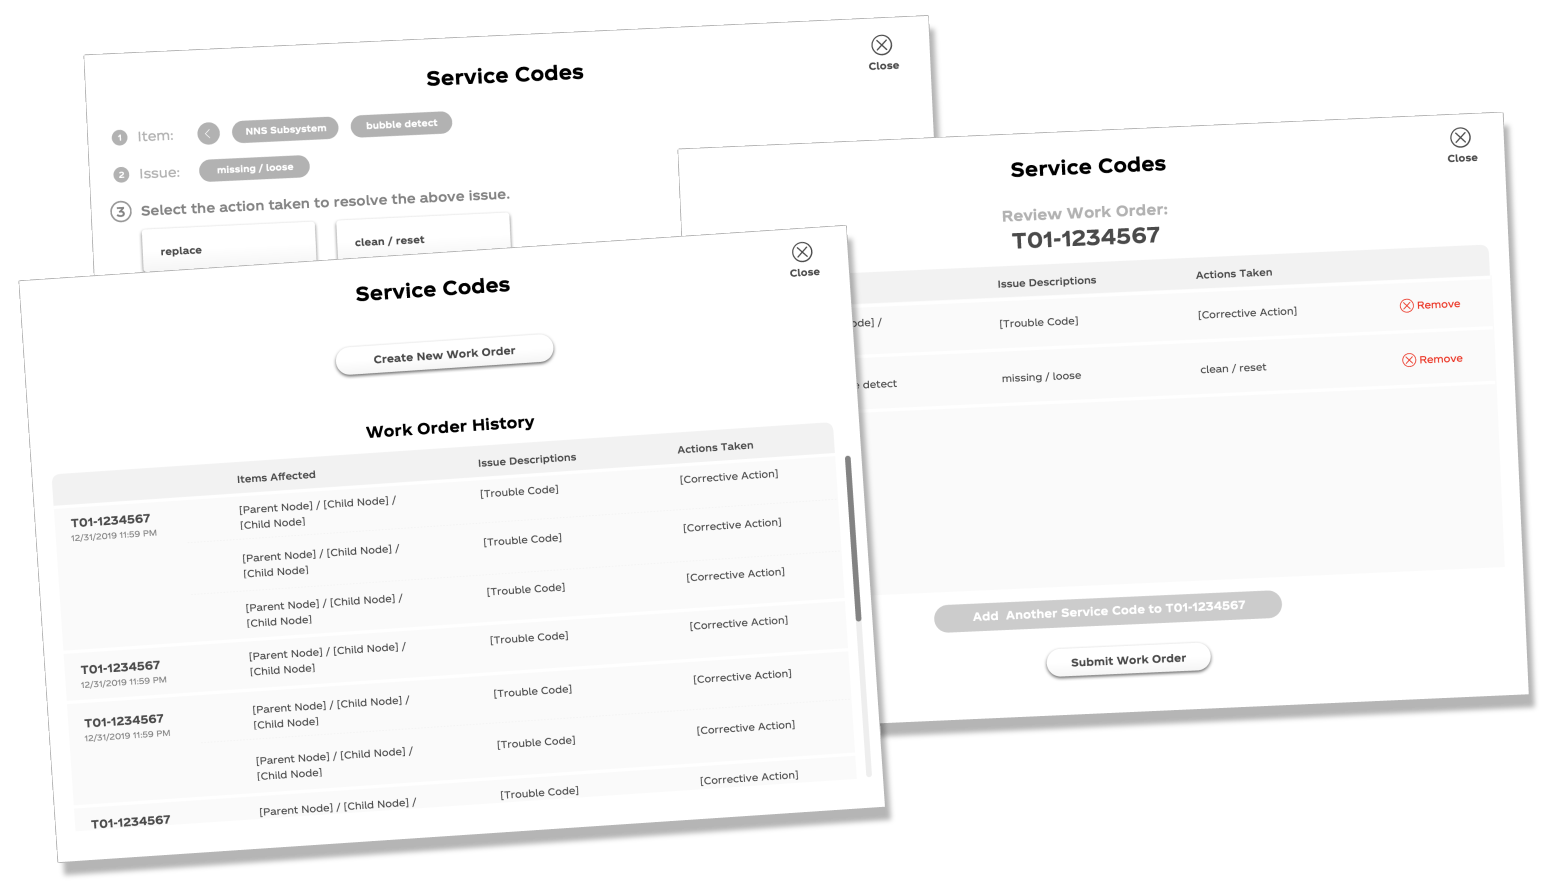 Service Codes
Close
1 Item: NNS Subsystem bubble detect
2 Issue: missing / loose
3 Select the action taken to resolve the above issue.
replace
clean / reset
Service Codes
Close
Review Work Order:
T01-1234567
Issue Descriptions Actions Taken
/ [Trouble Code] [Corrective Action] Remove
detect missing / loose clean / reset Remove
Add Another Service Code to T01-1234567
Submit Work Order
Service Codes
Close
Create New Work Order
Work Order History
Items Affected Issue Descriptions Actions Taken
T01-1234567
12/31/2019 11:59 PM
[Parent Node] / [Child Node] /
[Child Node]
[Trouble Code]
[Corrective Action]
[Parent Node] / [Child Node] /
[Child Node]
[Trouble Code]
[Corrective Action]
[Parent Node] / [Child Node] /
[Child Node]
[Trouble Code]
[Corrective Action]
T01-1234567
12/31/2019 11:59 PM
[Parent Node] / [Child Node] /
[Child Node]
[Trouble Code]
[Corrective Action]
T01-1234567
12/31/2019 11:59 PM
[Parent Node] / [Child Node] /
[Child Node]
[Trouble Code]
[Corrective Action]
[Parent Node] / [Child Node] /
[Child Node]
[Trouble Code]
[Corrective Action]
T01-1234567
[Parent Node] / [Child Node] /
[Trouble Code]
[Corrective Action]